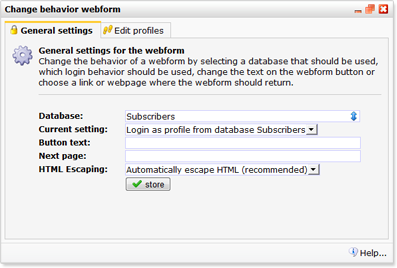 Change behavior webform
General settings
Edit profiles
General settings for the webform
Change the behavior of a webform by selecting a database that should be used,
which login behavior should be used, change the text on the webform button or
choose a link or webpage where the webform should return.
Database: Subscribers
Current setting: Login as profile from database Subscribers
Button text:
Next page:
HTML Escaping: Automatically escape HTML (recommended)
store
Help...